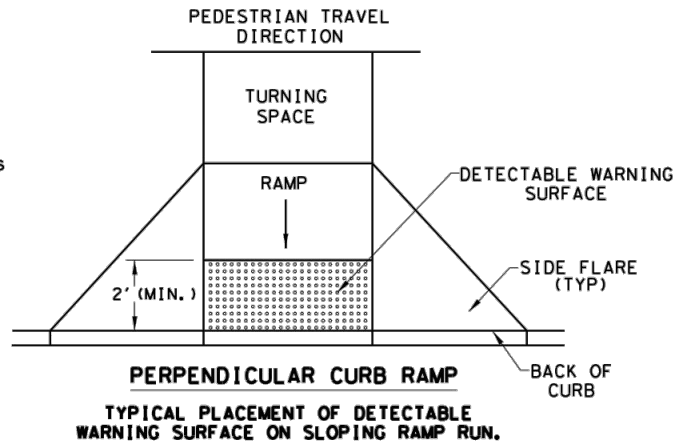 PEDESTRIAN TRAVEL
DIRECTION
TURNING
SPACE
s
RAMP
DETECTABLE WARNING
SURFACE
2' (MIN.)
SIDE FLARE
(TYP)
BACK OF
CURB
PERPENDICULAR CURB RAMP
TYPICAL PLACEMENT OF DETECTABLE
WARNING SURFACE ON SLOPING RAMP RUN.